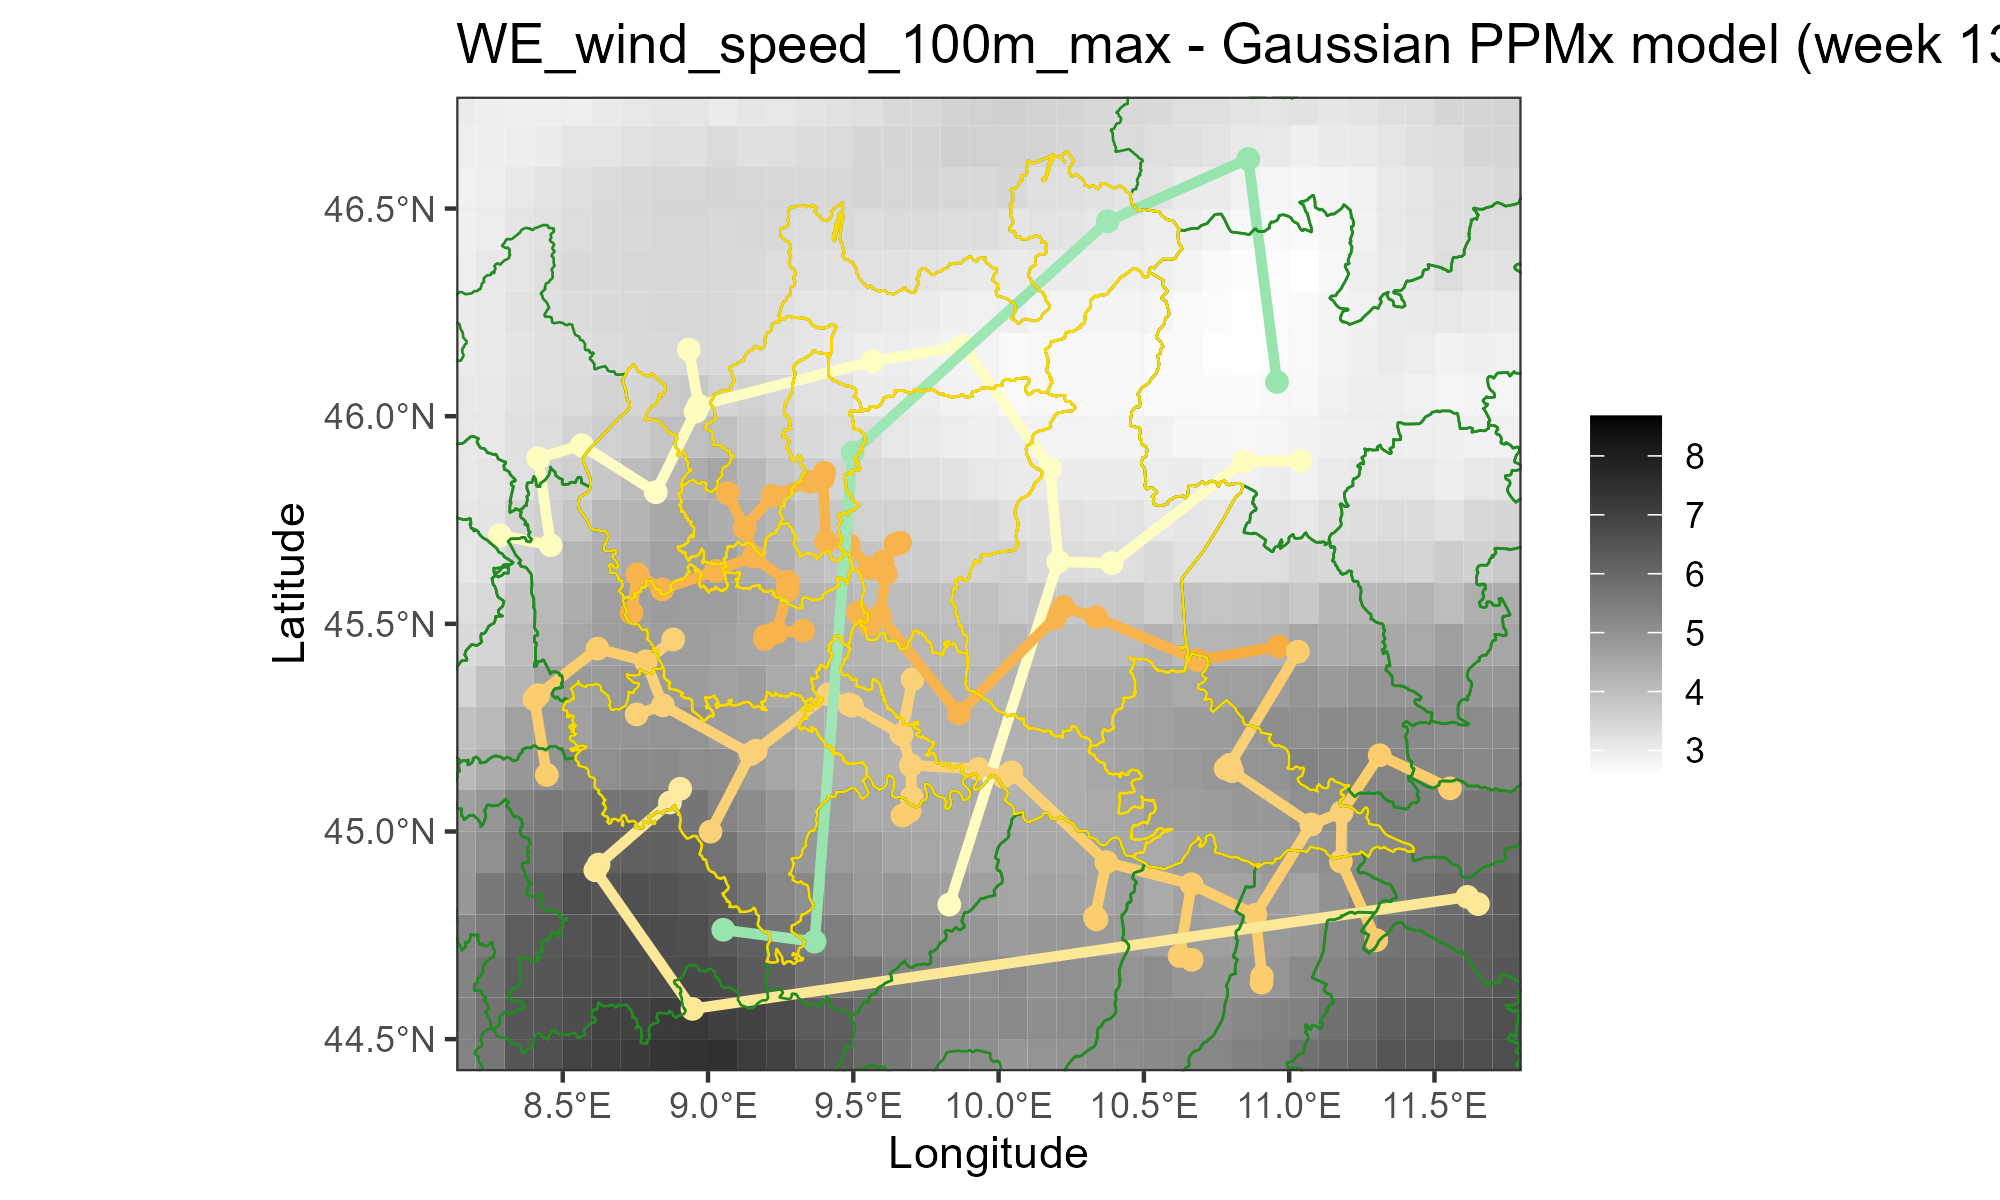 WE_wind_speed_100m_max - Gaussian PPMx model (week 13
46.5°N
46.0°N
45.5°N
45.0°N
44.5°N
Latitude
8.5°E 9.0°E 9.5°E 10.0°E 10.5°E 11.0°E 11.5°E
Longitude
8
7
6
5
4
3